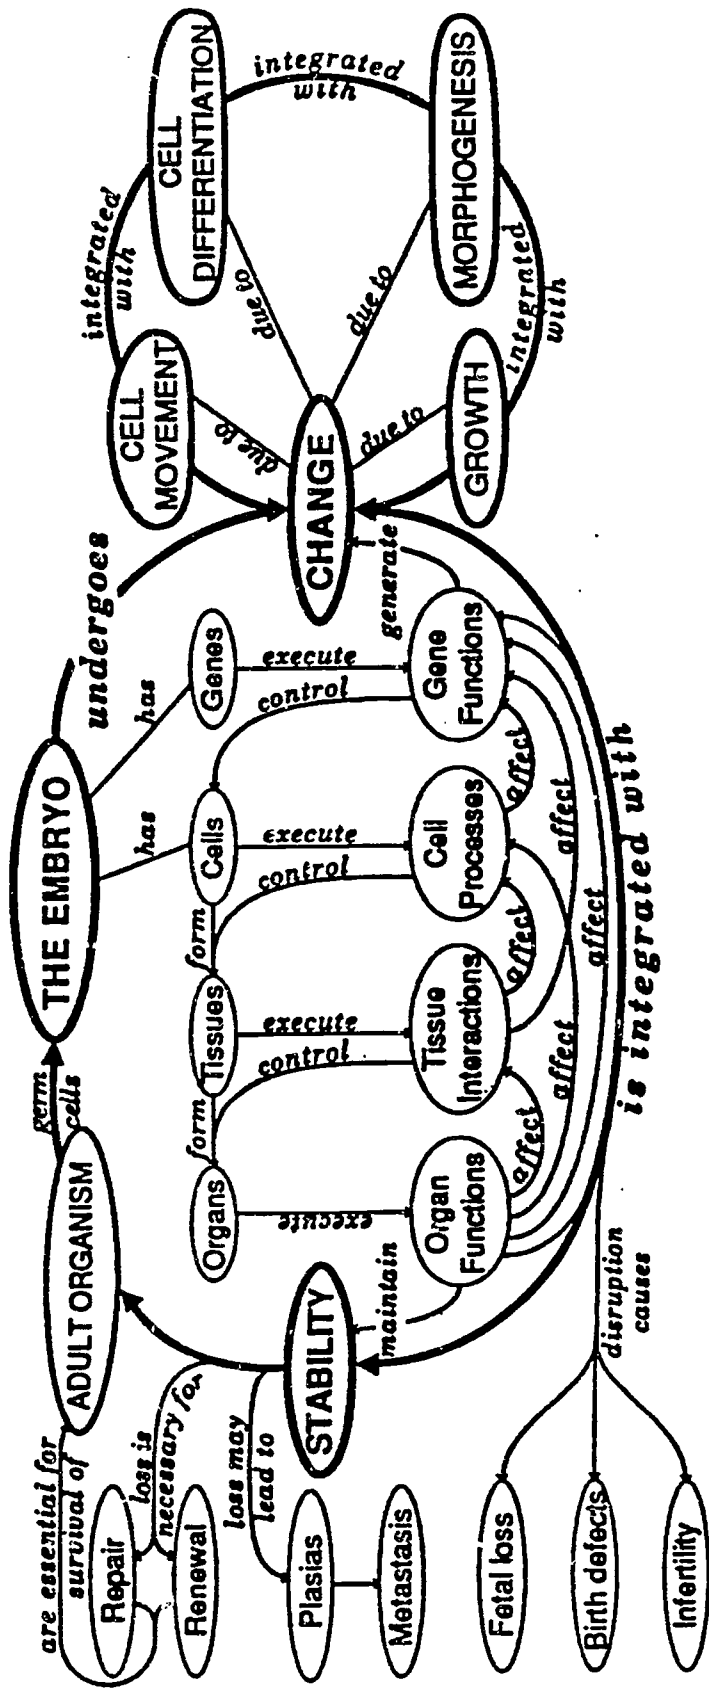 THE EMBRYO
germ
cells
ADULT ORGANISM
undergoes
are essential for
survival of
Repair
loss is
necessary for
Renewal
has
has
integrated
with
CELL
MOVEMENT
CELL
DIFFERENTIATION
Organs
form
Tissues
form
Cells
Genes
loss may
lead to
due to
due to
integrated
with
execute
execute
control
execute
control
execute
control
Plasias
STABILITY
CHANGE
Metastasis
maintain
generate
due to
due to
Organ
Functions
Tissue
Interactions
Cell
Processes
Gene
Functions
GROWTH
MORPHOGENESIS
integrated
with
affect
affect
affect
affect
affect
affect
Fetal loss
Birth defects
Infertility
disruption
causes
is integrated with